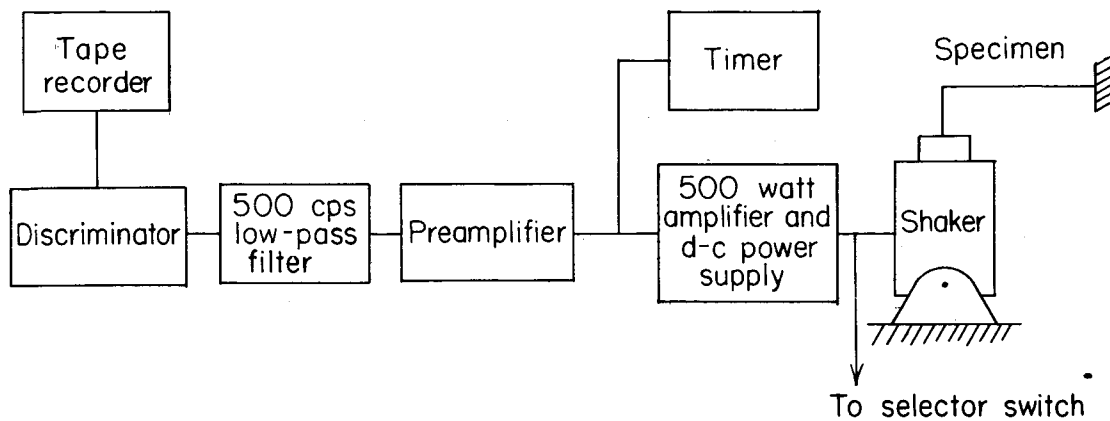 Tape
recorder
Timer
Specimen
Discriminator
500 cps
low-pass
filter
Preamplifier
500 watt
amplifier and
d-c power
supply
Shaker
To selector switch